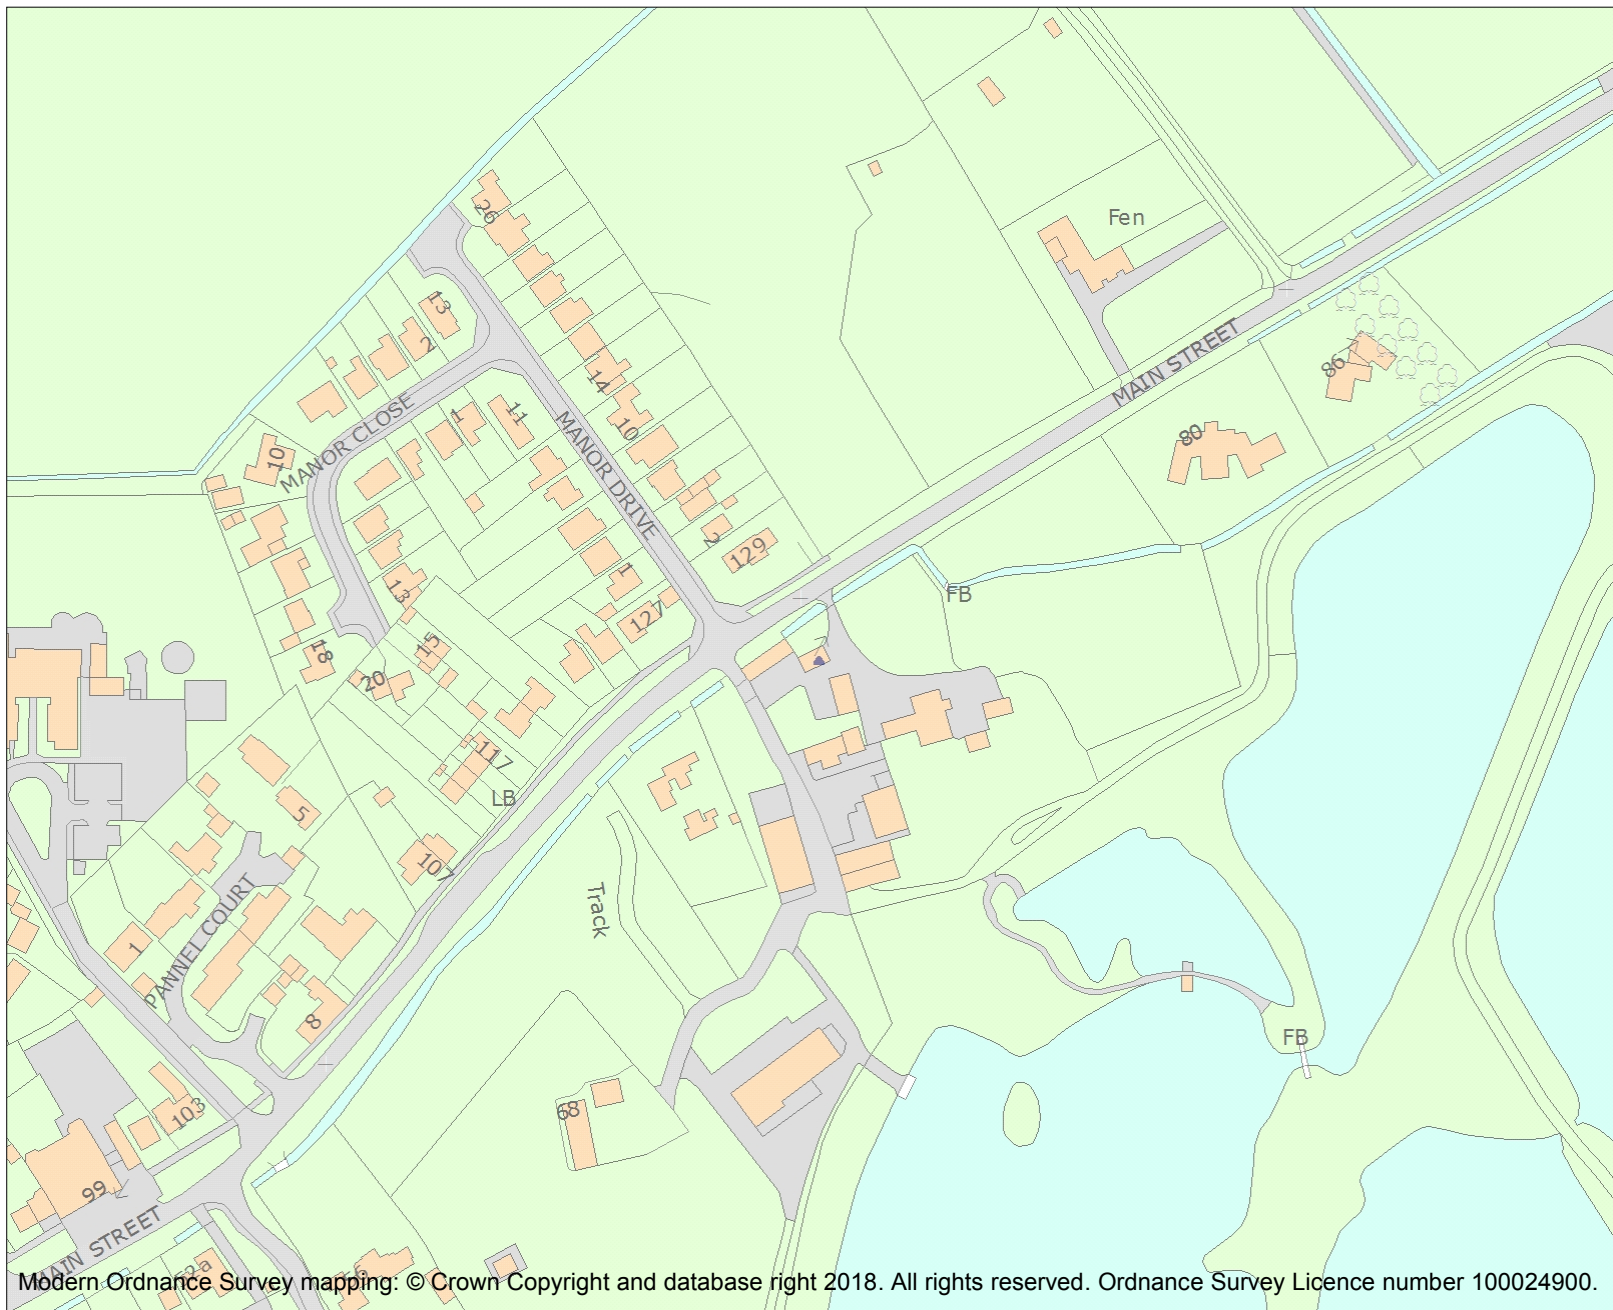 26
Fen
13
2
MAIN STREET
86
14
1
11
10
80
MANOR CLOSE
10
MANOR DRIVE
2
129
1
13
127
FB
15
18
20
117
LB
5
107
Track
1
PANNEL COURT
8
FB
68
103
99
MAIN STREET
Modern Ordnance Survey mapping: © Crown Copyright and database right 2018. All rights reserved. Ordnance Survey Licence number 100024900.